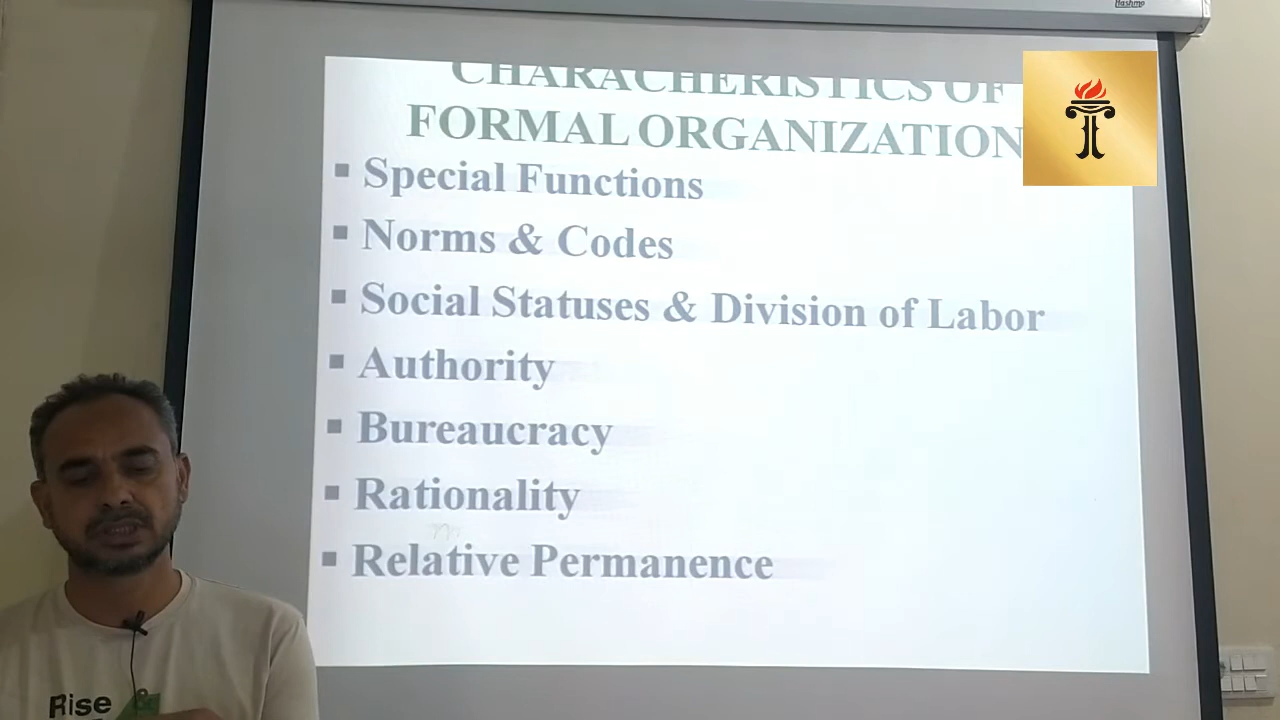 Hashmo
CHARACHERISTICS OF
FORMAL ORGANIZATION
▪ Special Functions
▪ Norms & Codes
▪ Social Statuses & Division of Labor
▪ Authority
▪ Bureaucracy
▪ Rationality
▪ Relative Permanence
Rise